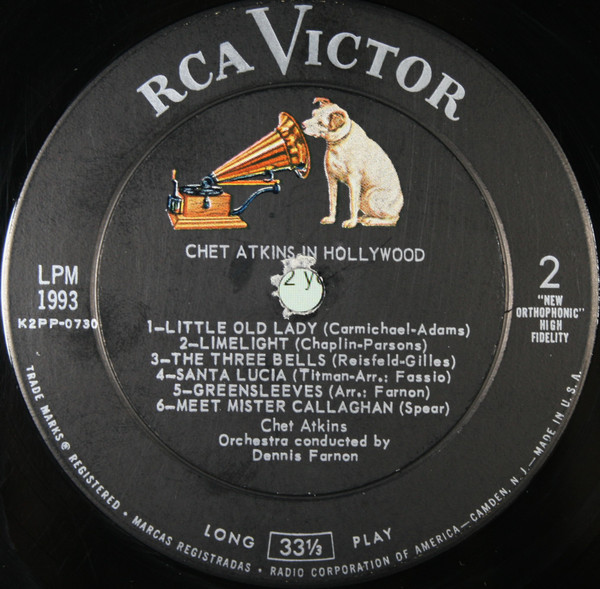 RCA VICTOR
CHET ATKINS IN HOLLYWOOD
LPM
1993
K2PP-0730
2
"NEW
ORTHOPHONIC"
HIGH
FIDELITY
1—LITTLE OLD LADY (Carmichael-Adams)
2—LIMELIGHT (Chaplin-Parsons)
3—THE THREE BELLS (Reisfeld-Gilles)
4—SANTA LUCIA (Titman-Arr.: Fassio)
5—GREENSLEEVES (Arr.: Farnon)
6—MEET MISTER CALLAGHAN (Spear)
Chet Atkins
Orchestra conducted by
Dennis Farnon
LONG 33⅓ PLAY
TRADE MARKS ® REGISTERED • MARCAS REGISTRADAS • RADIO CORPORATION OF AMERICA—CAMDEN, N.J.—MADE IN U.S.A.